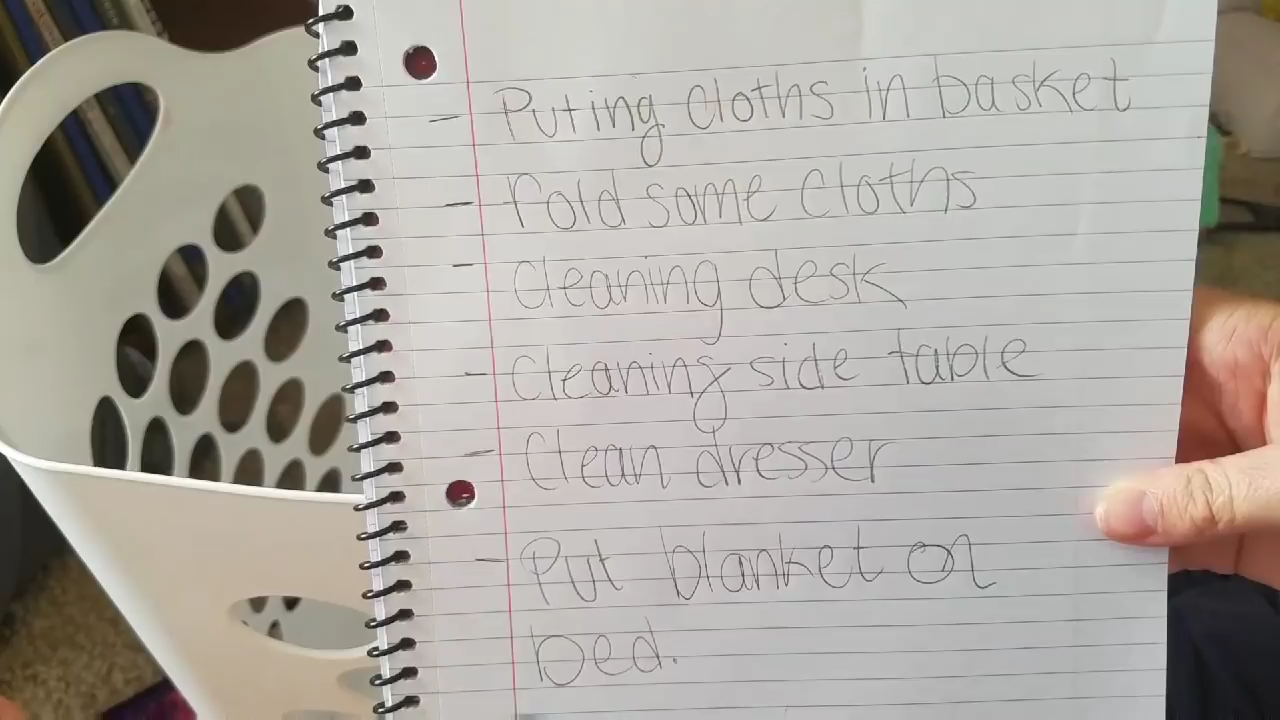 - Puting cloths in basket
- Fold some cloths
- cleaning desk
- cleaning side table
- Clean dresser
- Put blanket on
bed.